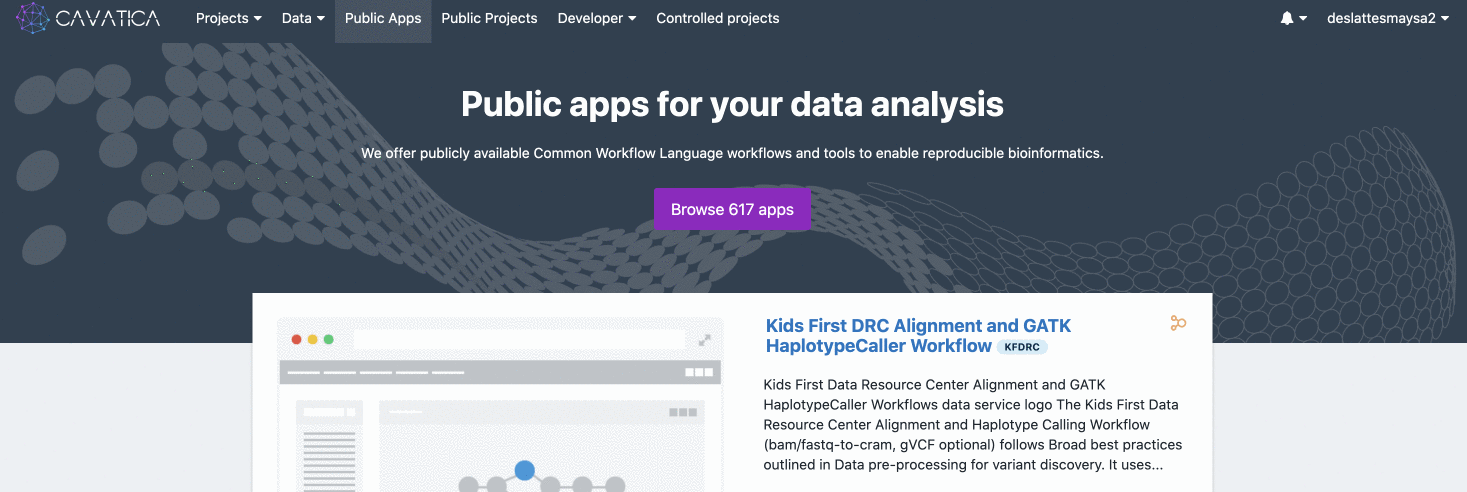 CAVATICA Projects Data Public Apps Public Projects Developer Controlled projects deslattesmaysa2
Public apps for your data analysis
We offer publicly available Common Workflow Language workflows and tools to enable reproducible bioinformatics.
Browse 617 apps
Kids First DRC Alignment and GATK
HaplotypeCaller Workflow KFDRC
Kids First Data Resource Center Alignment and GATK
HaplotypeCaller Workflows data service logo The Kids First Data
Resource Center Alignment and Haplotype Calling Workflow
(bam/fastq-to-cram, gVCF optional) follows Broad best practices
outlined in Data pre-processing for variant discovery. It uses...